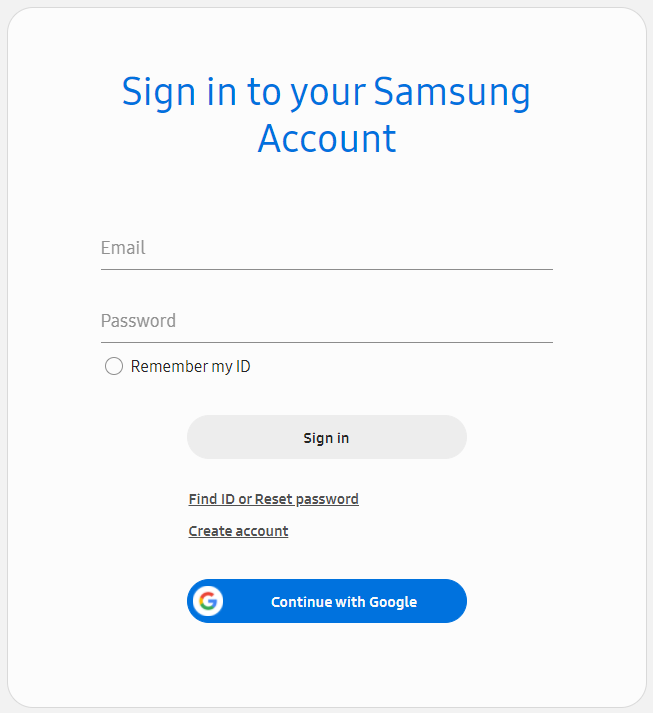 Sign in to your Samsung
Account
Email
Password
Remember my ID
Sign in
Find ID or Reset password
Create account
Continue with Google